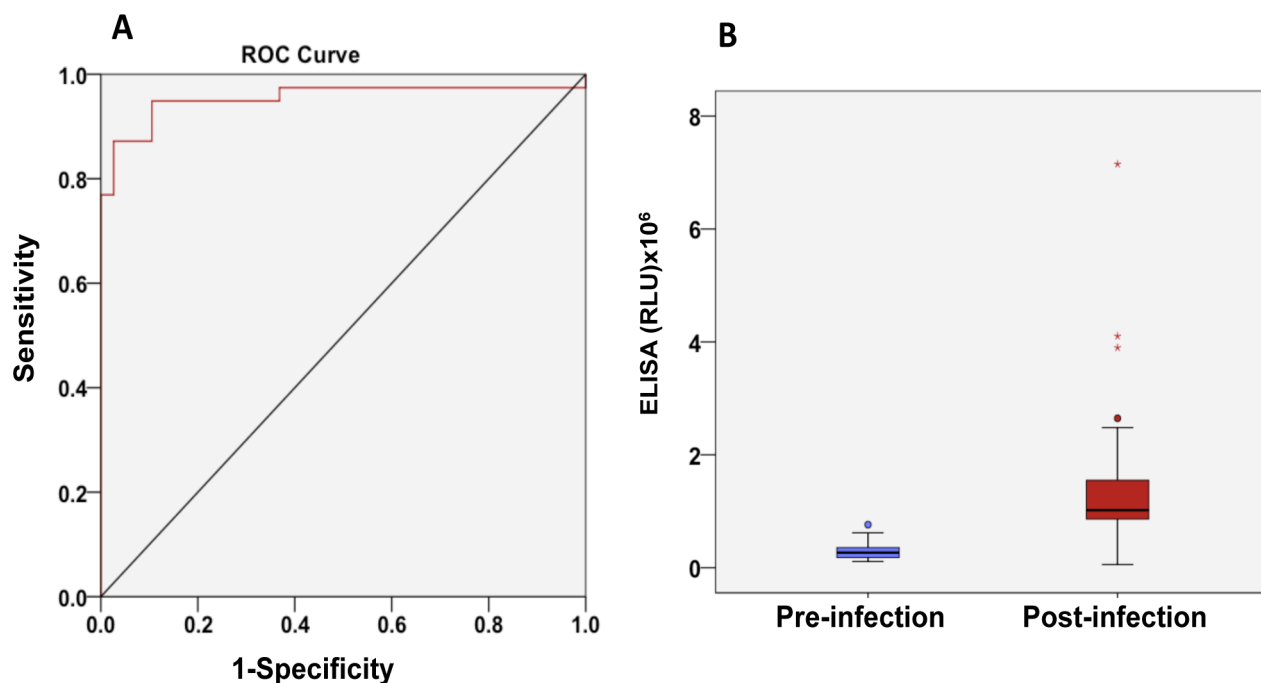 A
ROC Curve
1.0
0.8
0.6
0.4
0.2
0.0
Sensitivity
0.0 0.2 0.4 0.6 0.8 1.0
1-Specificity
B
8
6
4
2
0
ELISA (RLU)x10⁶
Pre-infection Post-infection